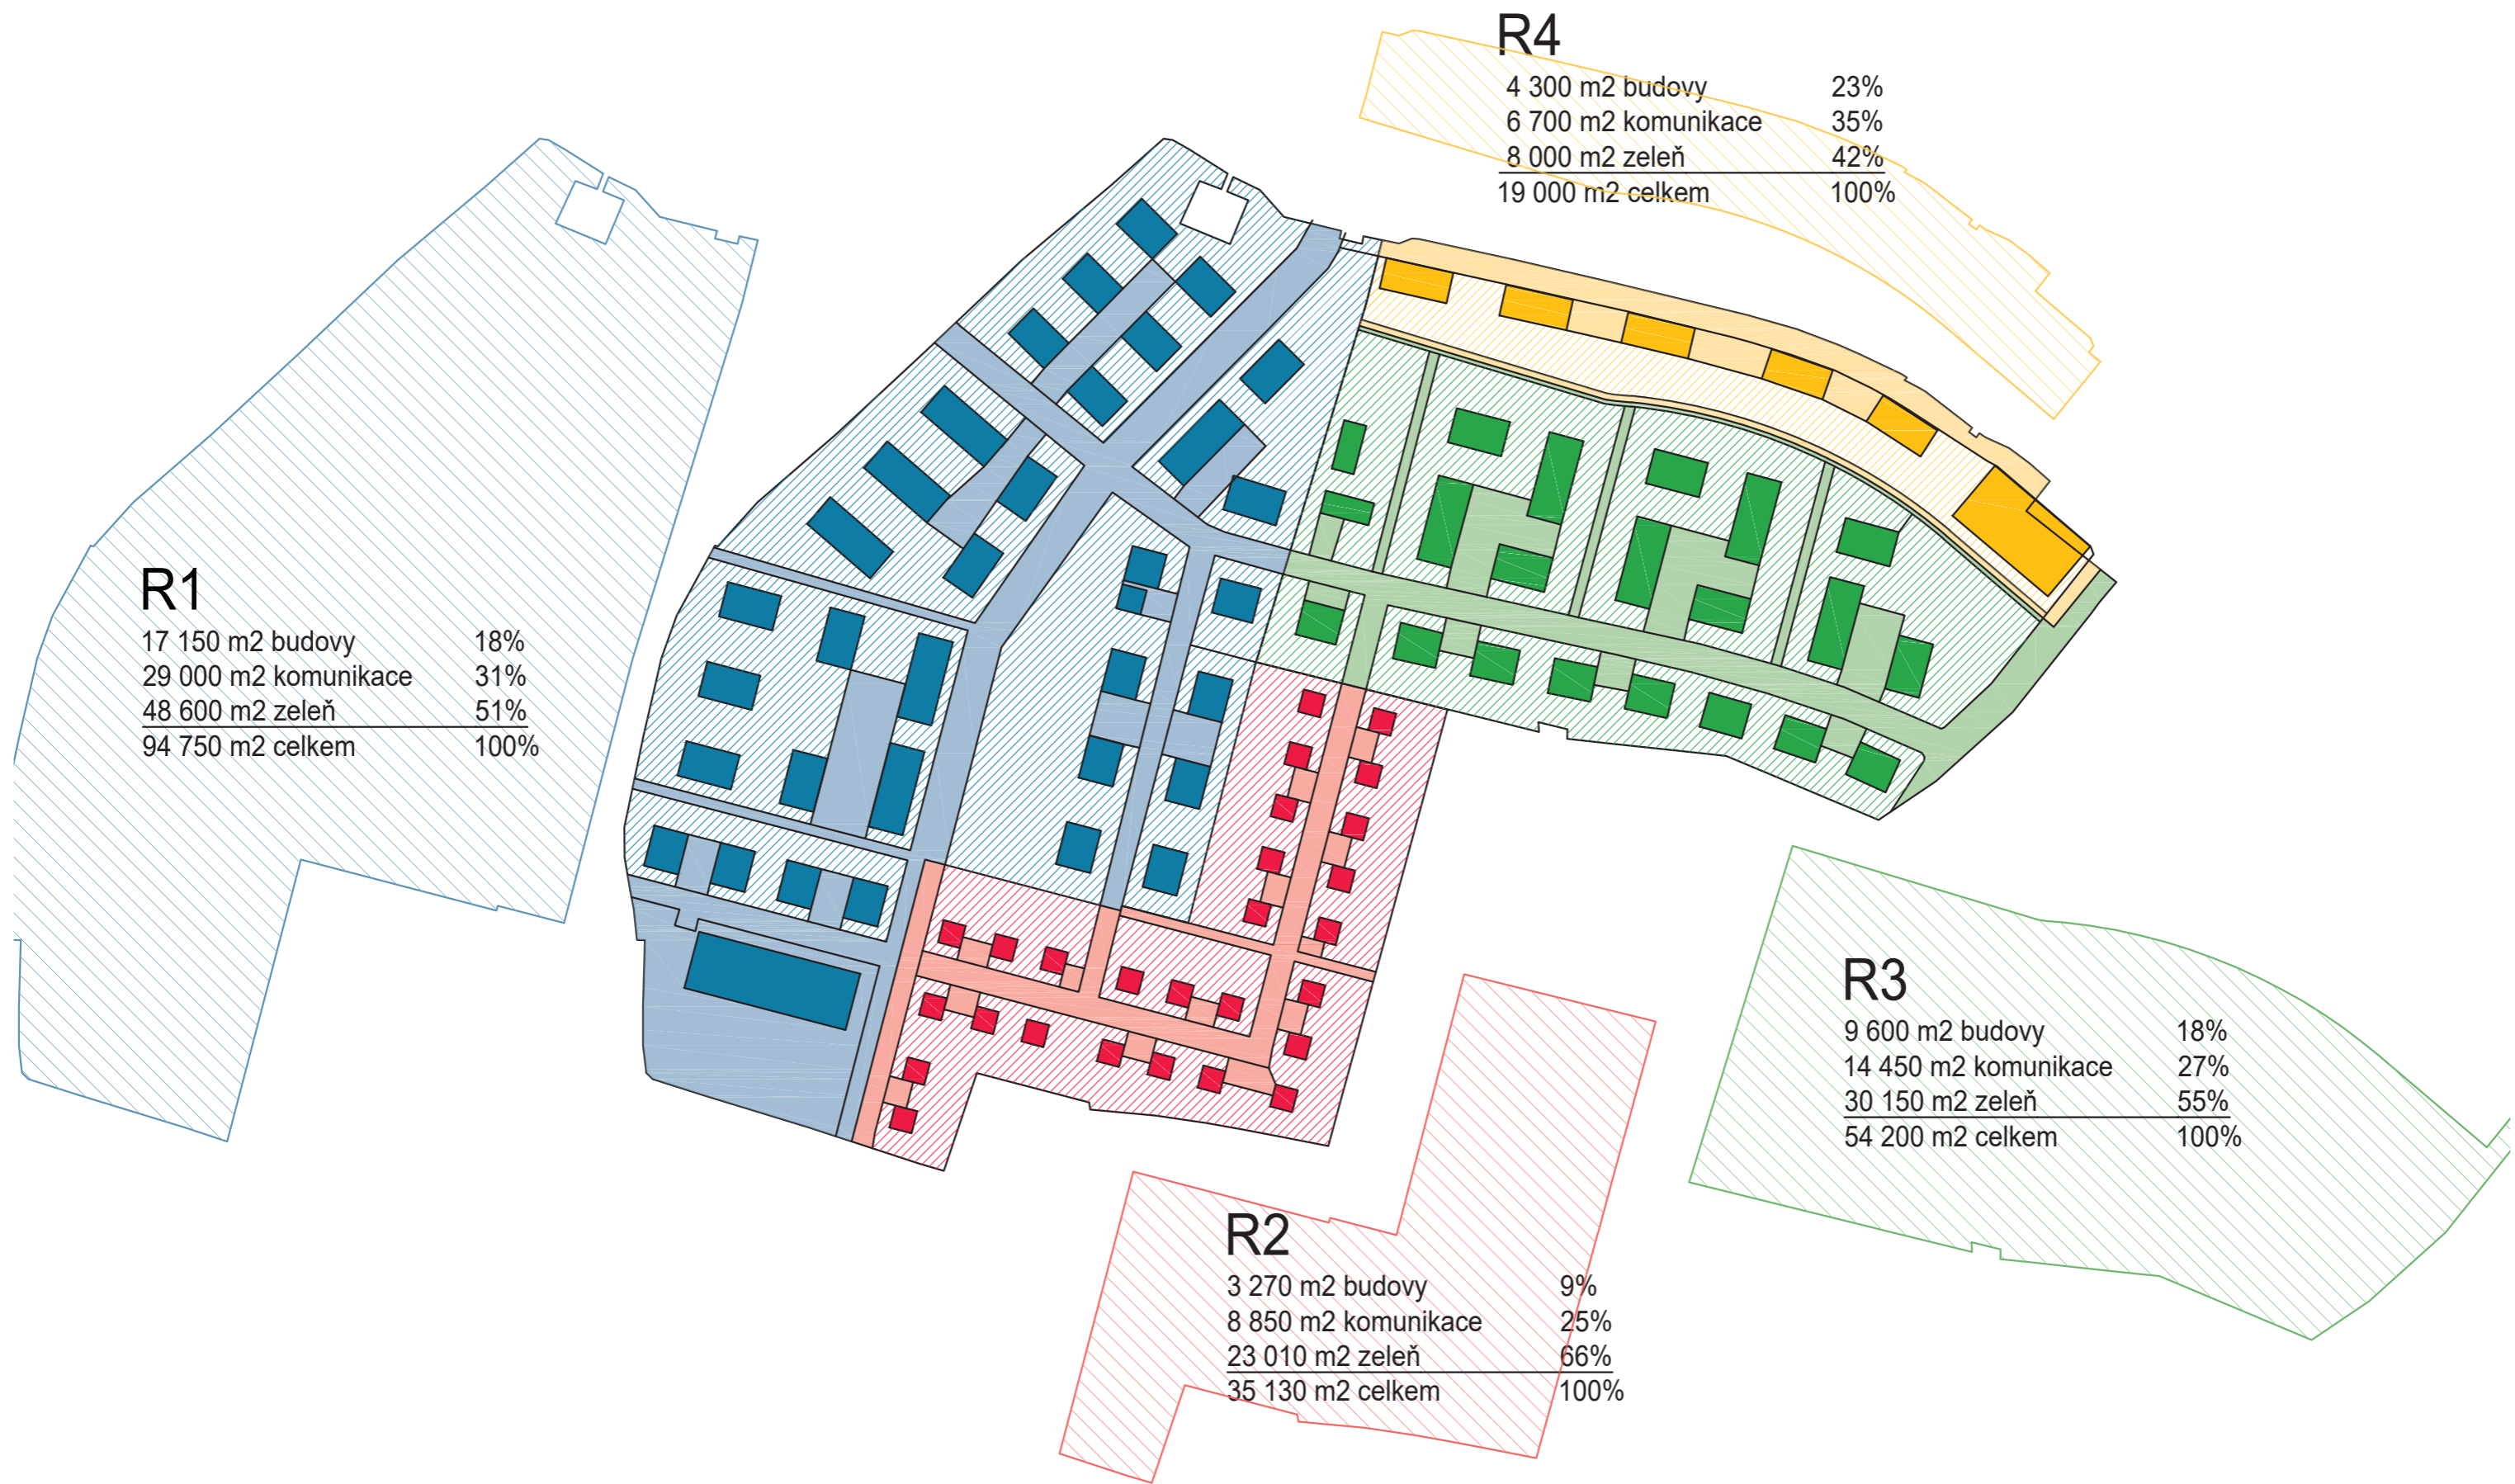 R4
4 300 m2 budovy 23%
6 700 m2 komunikace 35%
8 000 m2 zeleň 42%
19 000 m2 celkem 100%
R1
17 150 m2 budovy 18%
29 000 m2 komunikace 31%
48 600 m2 zeleň 51%
94 750 m2 celkem 100%
R3
9 600 m2 budovy 18%
14 450 m2 komunikace 27%
30 150 m2 zeleň 55%
54 200 m2 celkem 100%
R2
3 270 m2 budovy 9%
8 850 m2 komunikace 25%
23 010 m2 zeleň 66%
35 130 m2 celkem 100%